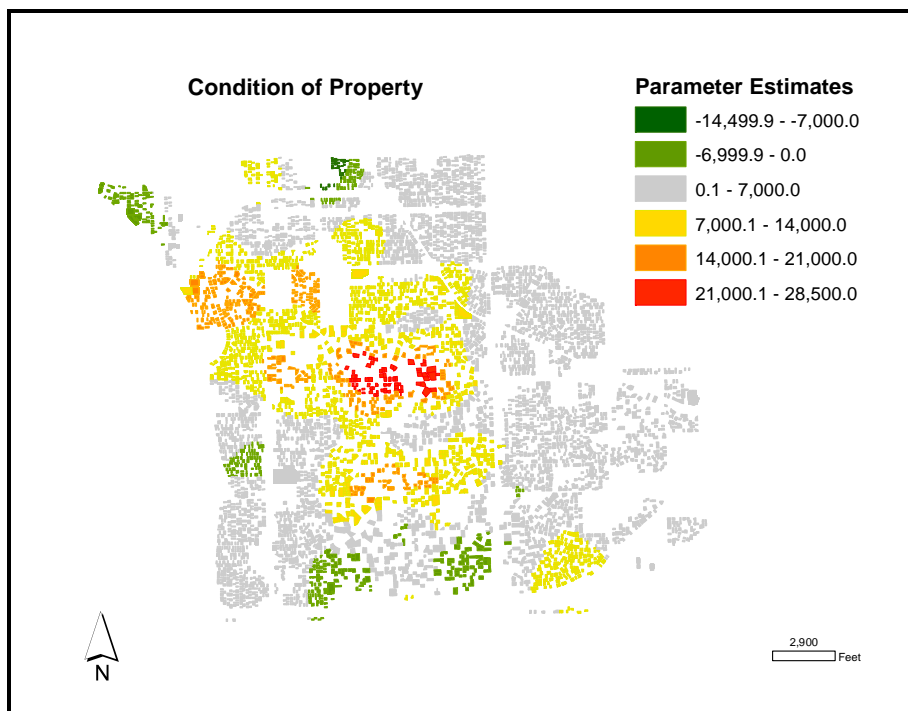 Condition of Property
Parameter Estimates
-14,499.9 - -7,000.0
-6,999.9 - 0.0
0.1 - 7,000.0
7,000.1 - 14,000.0
14,000.1 - 21,000.0
21,000.1 - 28,500.0
N
2,900
Feet